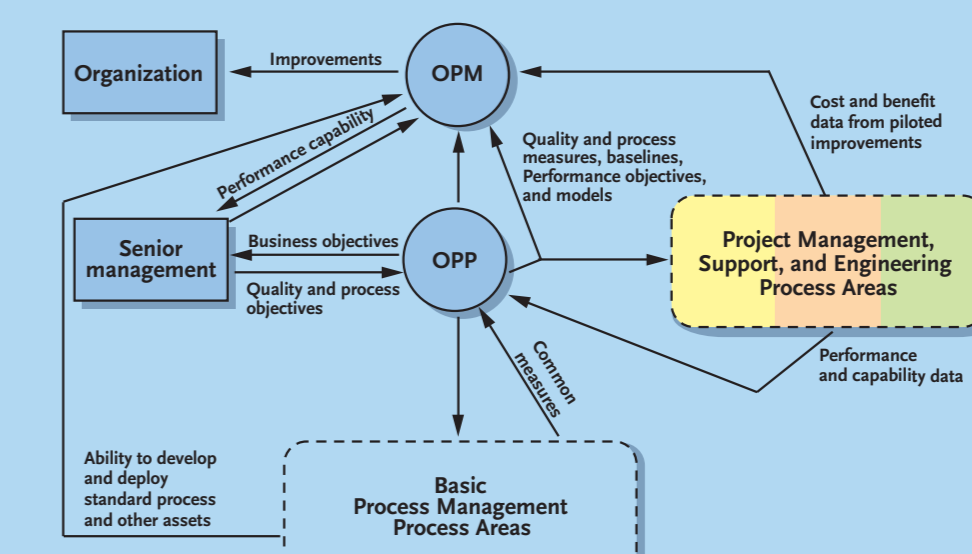 Organization
Improvements
OPM
Cost and benefit
data from piloted
improvements
Performance capability
Quality and process
measures, baselines,
Performance objectives,
and models
Senior
management
Business objectives
Quality and process
objectives
OPP
Project Management,
Support, and Engineering
Process Areas
Common
measures
Performance
and capability data
Ability to develop
and deploy
standard process
and other assets
Basic
Process Management
Process Areas